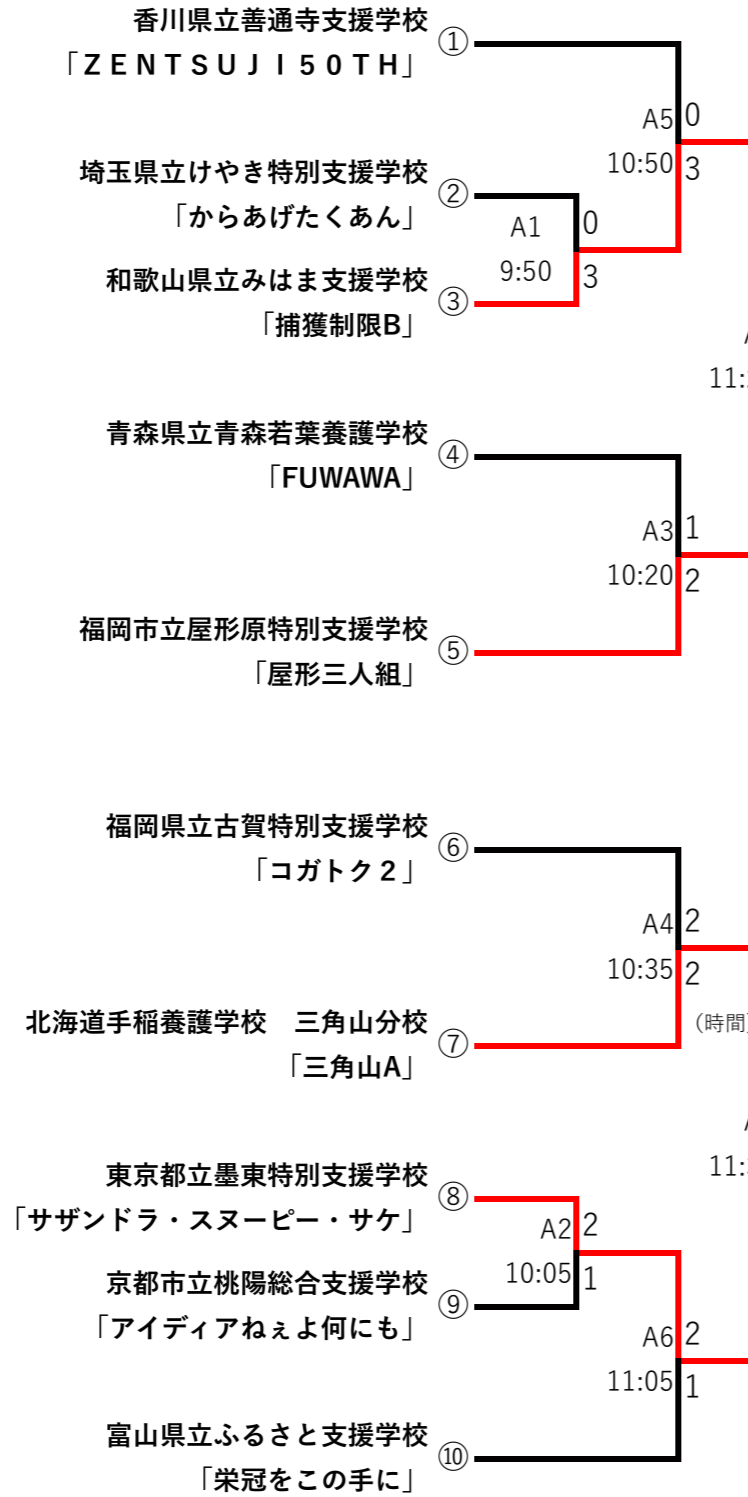 香川県立善通寺支援学校
①
「ＺＥＮＴＳＵＪＩ５０ＴＨ」
A5 0
10:50 3
埼玉県立けやき特別支援学校
②
「からあげたくあん」
A1 0
9:50 3
和歌山県立みはま支援学校
③
「捕獲制限B」
11:
青森県立青森若葉養護学校
④
「FUWAWA」
A3 1
10:20 2
福岡市立屋形原特別支援学校
⑤
「屋形三人組」
福岡県立古賀特別支援学校
⑥
「コガトク２」
A4 2
10:35 2
（時間
北海道手稲養護学校　三角山分校
⑦
「三角山A」
11:
東京都立墨東特別支援学校
⑧
「サザンドラ・スヌーピー・サケ」
A2 2
10:05 1
京都市立桃陽総合支援学校
⑨
「アイディアねぇよ何にも」
A6 2
11:05 1
富山県立ふるさと支援学校
⑩
「栄冠をこの手に」